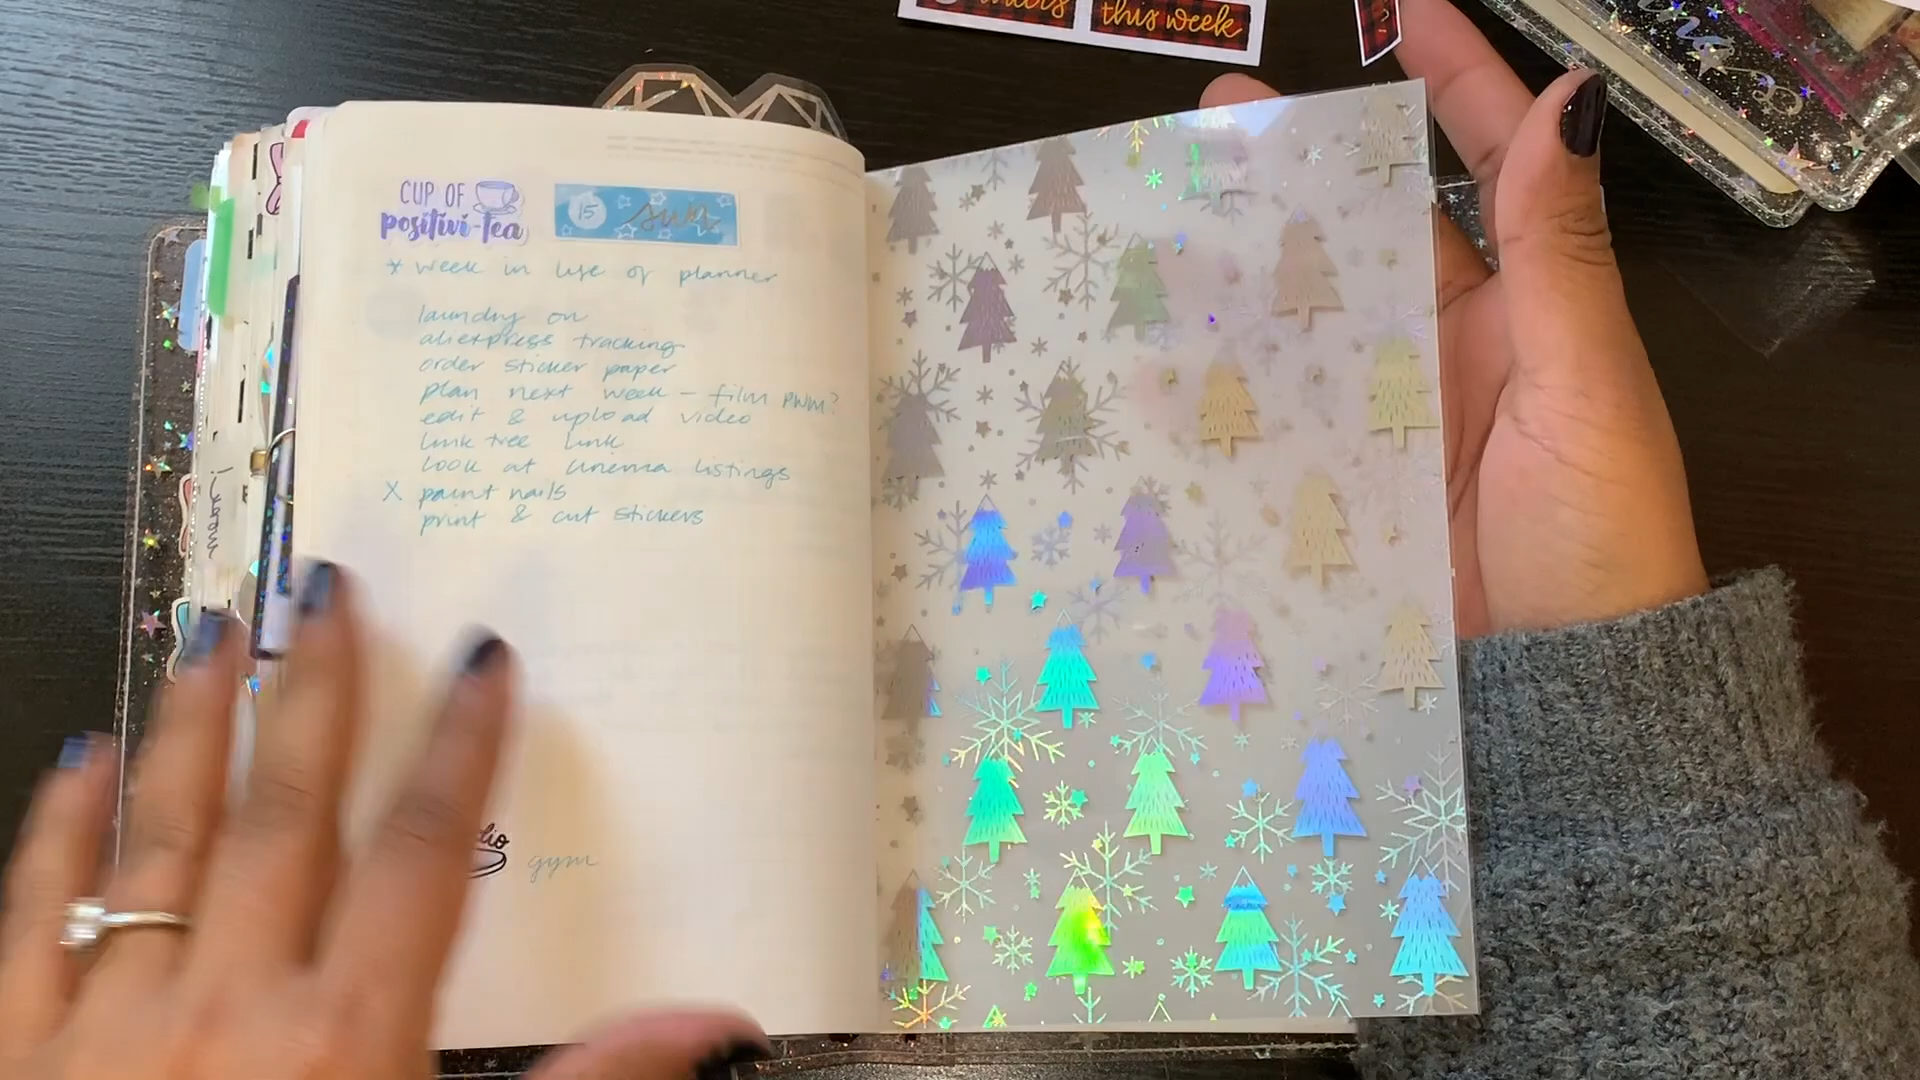 this week
CUP OF
positivi-tea
15 sun
* week in use of planner
laundry on
aliexpress tracking
order sticker paper
plan next week - film PWM?
edit & upload video
link tree link
look at cinema listings
X paint nails
print & cut stickers
gym